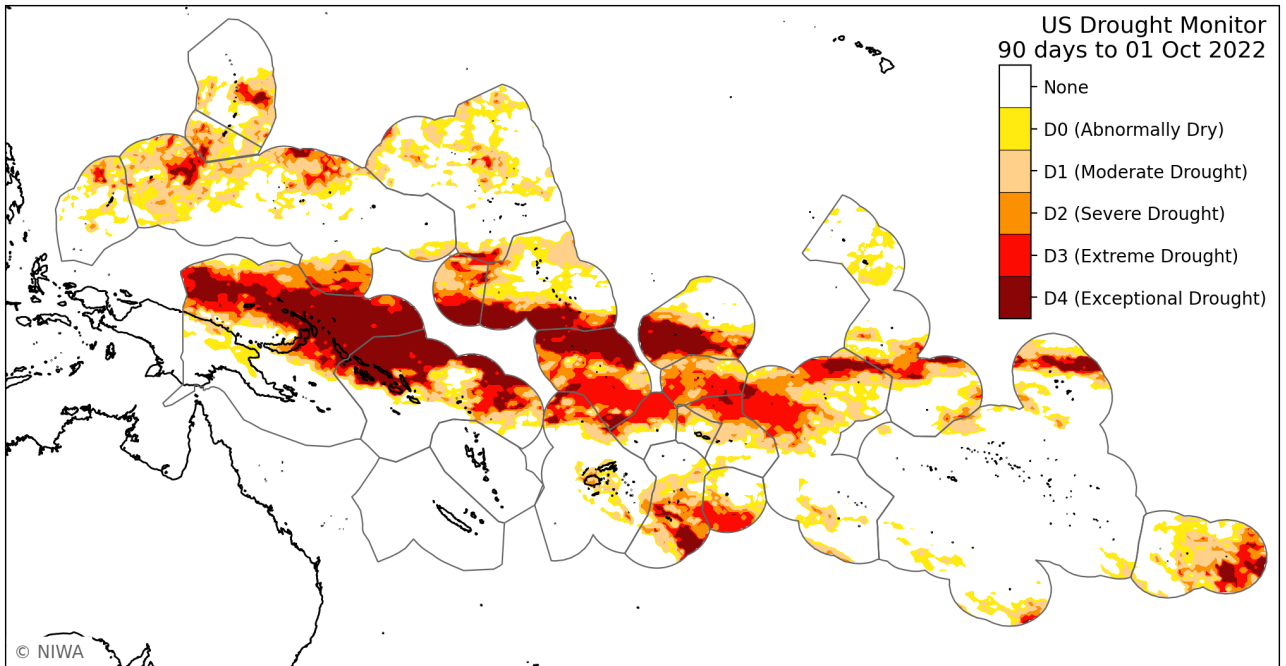 US Drought Monitor
90 days to 01 Oct 2022
None
D0 (Abnormally Dry)
D1 (Moderate Drought)
D2 (Severe Drought)
D3 (Extreme Drought)
D4 (Exceptional Drought)
© NIWA